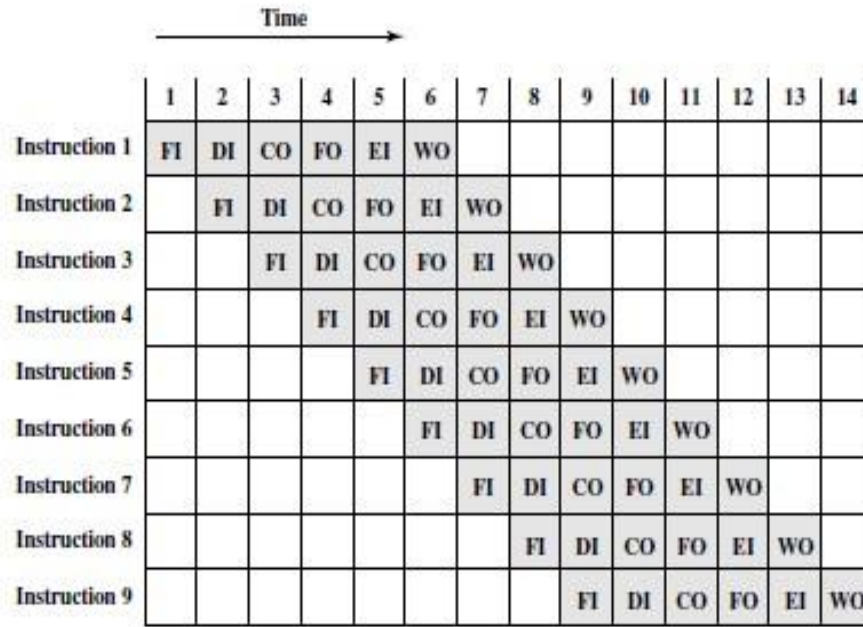 Time
1 2 3 4 5 6 7 8 9 10 11 12 13 14
Instruction 1 FI DI CO FO EI WO
Instruction 2 FI DI CO FO EI WO
Instruction 3 FI DI CO FO EI WO
Instruction 4 FI DI CO FO EI WO
Instruction 5 FI DI CO FO EI WO
Instruction 6 FI DI CO FO EI WO
Instruction 7 FI DI CO FO EI WO
Instruction 8 FI DI CO FO EI WO
Instruction 9 FI DI CO FO EI WO